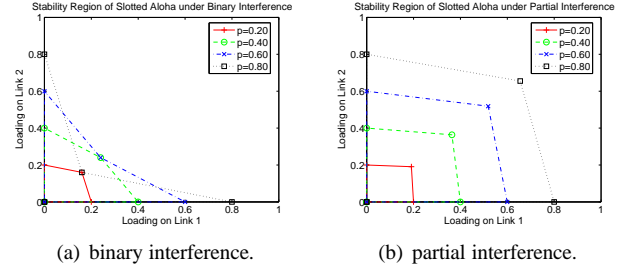 Stability Region of Slotted Aloha under Binary Interference
1
0.8
0.6
0.4
0.2
0
0
0.2
0.4
0.6
0.8
1
Loading on Link 2
Loading on Link 1
p=0.20
p=0.40
p=0.60
p=0.80
(a) binary interference.
Stability Region of Slotted Aloha under Partial Interference
1
0.8
0.6
0.4
0.2
0
0
0.2
0.4
0.6
0.8
1
Loading on Link 2
Loading on Link 1
p=0.20
p=0.40
p=0.60
p=0.80
(b) partial interference.